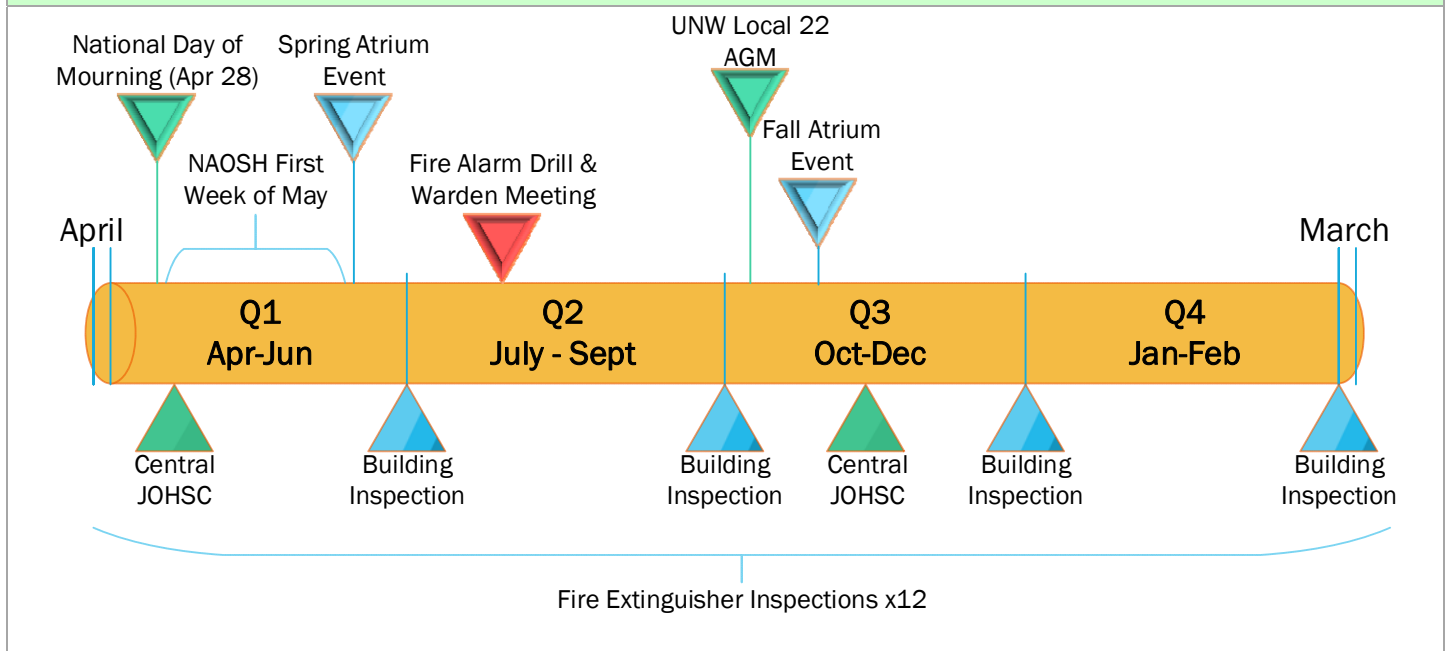 UNW Local 22
AGM
National Day of
Mourning (Apr 28)
Spring Atrium
Event
Fall Atrium
Event
NAOSH First
Week of May
Fire Alarm Drill &
Warden Meeting
April
March
Q1
Apr-Jun
Q2
July - Sept
Q3
Oct-Dec
Q4
Jan-Feb
Central
JOHSC
Building
Inspection
Building
Inspection
Central
JOHSC
Building
Inspection
Building
Inspection
Fire Extinguisher Inspections x12